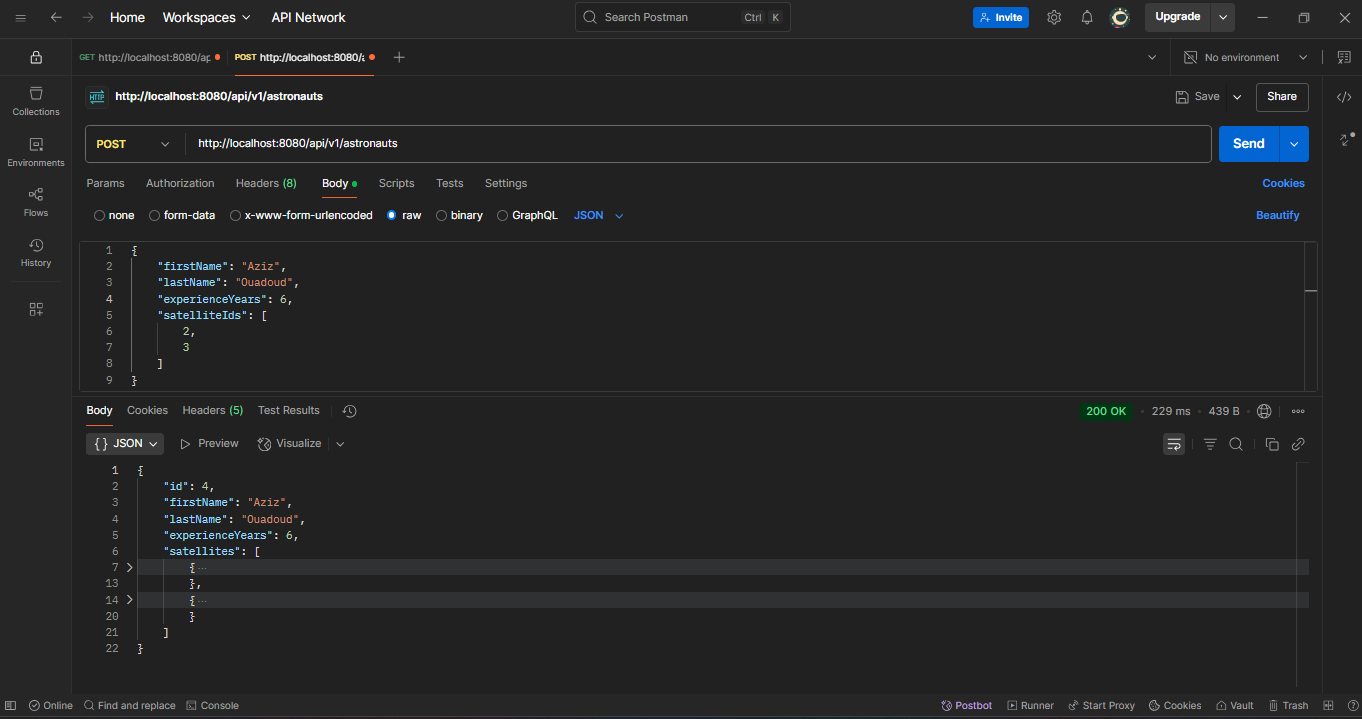 Home Workspaces API Network Search Postman Ctrl K Invite Upgrade
GET http://localhost:8080/ap POST http://localhost:8080/a No environment
HTTP http://localhost:8080/api/v1/astronauts Save Share
Collections
Environments
Flows
History
POST http://localhost:8080/api/v1/astronauts Send
Params Authorization Headers (8) Body Scripts Tests Settings Cookies
none form-data x-www-form-urlencoded raw binary GraphQL JSON Beautify
1 {
2 "firstName": "Aziz",
3 "lastName": "Ouadoud",
4 "experienceYears": 6,
5 "satelliteIds": [
6 2,
7 3
8 ]
9 }
Body Cookies Headers (5) Test Results 200 OK 229 ms 439 B
{} JSON Preview Visualize
1 {
2 "id": 4,
3 "firstName": "Aziz",
4 "lastName": "Ouadoud",
5 "experienceYears": 6,
6 "satellites": [
7 { ...
13 },
14 { ...
20 }
21 ]
22 }
Online Find and replace Console Postbot Runner Start Proxy Cookies Vault Trash